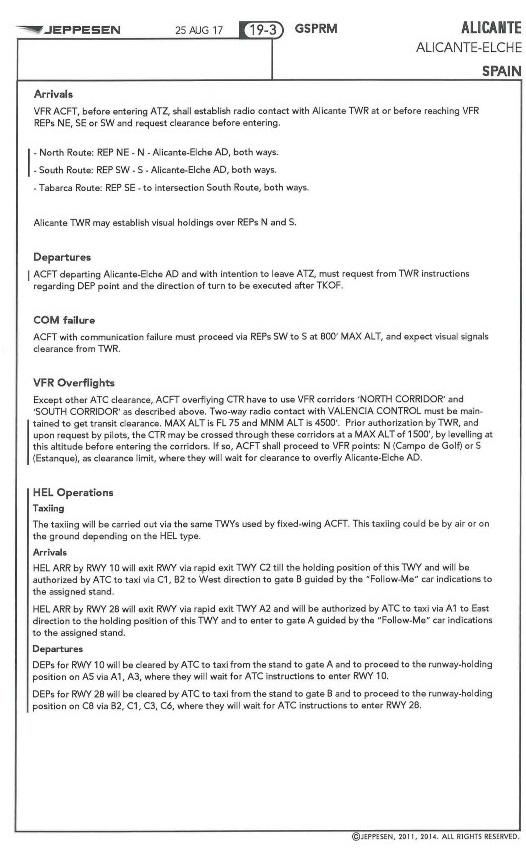 JEPPESEN 25 AUG 17 19-3 GSPRM ALICANTE
ALICANTE-ELCHE
SPAIN
Arrivals
VFR ACFT, before entering ATZ, shall establish radio contact with Alicante TWR at or before reaching VFR
REPs NE, SE or SW and request clearance before entering.
- North Route: REP NE - N - Alicante-Elche AD, both ways.
- South Route: REP SW - S - Alicante-Elche AD, both ways.
- Tabarca Route: REP SE - to intersection South Route, both ways.
Alicante TWR may establish visual holdings over REPs N and S.
Departures
ACFT departing Alicante-Elche AD and with intention to leave ATZ, must request from TWR instructions
regarding DEP point and the direction of turn to be executed after TKOF.
COM failure
ACFT with communication failure must proceed via REPs SW to S at 800' MAX ALT, and expect visual signals
clearance from TWR.
VFR Overflights
Except other ATC clearance, ACFT overflying CTR have to use VFR corridors 'NORTH CORRIDOR' and
'SOUTH CORRIDOR' as described above. Two-way radio contact with VALENCIA CONTROL must be main-
tained to get transit clearance. MAX ALT is FL 75 and MNM ALT is 4500'. Prior authorization by TWR, and
upon request by pilots, the CTR may be crossed through these corridors at a MAX ALT of 1500', by levelling at
this altitude before entering the corridors. If so, ACFT shall proceed to VFR points: N (Campo de Golf) or S
(Estanque), as clearance limit, where they will wait for clearance to overfly Alicante-Elche AD.
HEL Operations
Taxiing
The taxiing will be carried out via the same TWYs used by fixed-wing ACFT. This taxiing could be by air or on
the ground depending on the HEL type.
Arrivals
HEL ARR by RWY 10 will exit RWY via rapid exit TWY C2 till the holding position of this TWY and will be
authorized by ATC to taxi via C1, B2 to West direction to gate B guided by the "Follow-Me" car indications to
the assigned stand.
HEL ARR by RWY 28 will exit RWY via rapid exit TWY A2 and will be authorized by ATC to taxi via A1 to East
direction to the holding position of this TWY and to enter to gate A guided by the "Follow-Me" car indications
to the assigned stand.
Departures
DEPs for RWY 10 will be cleared by ATC to taxi from the stand to gate A and to proceed to the runway-holding
position on A5 via A1, A3, where they will wait for ATC instructions to enter RWY 10.
DEPs for RWY 28 will be cleared by ATC to taxi from the stand to gate B and to proceed to the runway-holding
position on C8 via B2, C1, C3, C6, where they will wait for ATC instructions to enter RWY 28.
©JEPPESEN, 2011, 2014. ALL RIGHTS RESERVED.